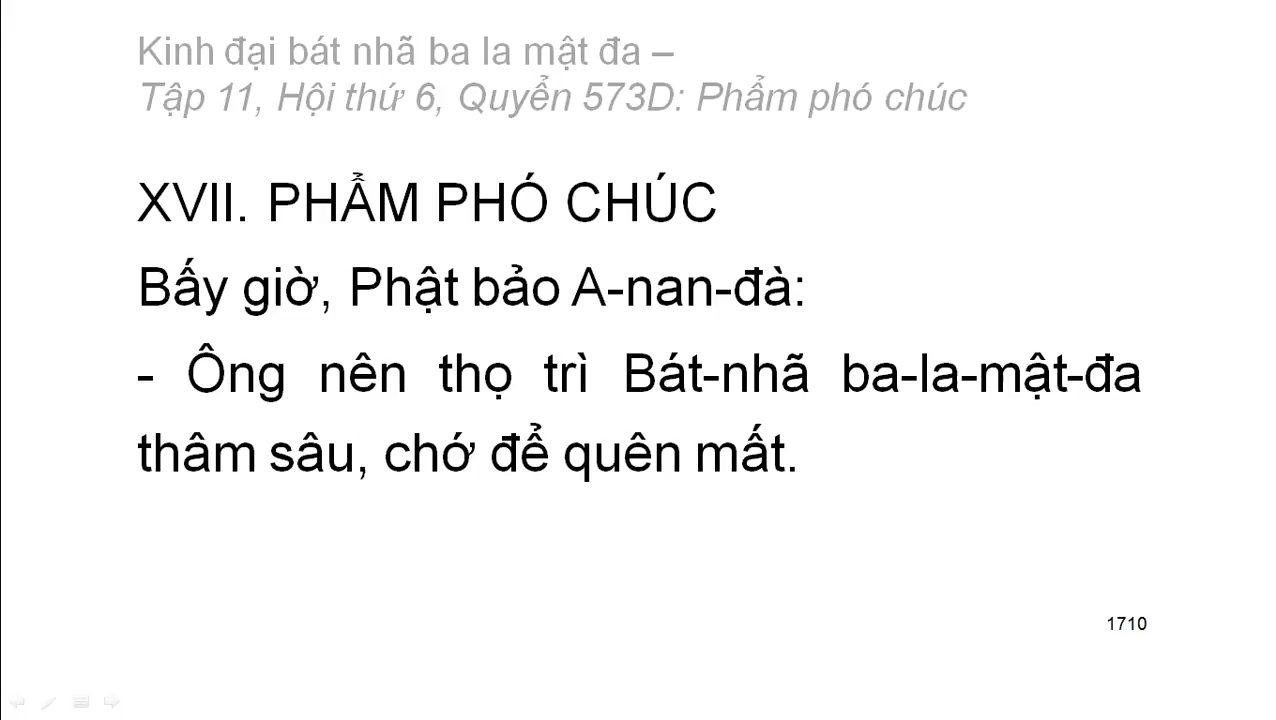 Kinh đại bát nhã ba la mật đa –
Tập 11, Hội thứ 6, Quyển 573D: Phẩm phó chúc
XVII. PHẨM PHÓ CHÚC
Bấy giờ, Phật bảo A-nan-đà:
- Ông nên thọ trì Bát-nhã ba-la-mật-đa
thâm sâu, chớ để quên mất.
1710